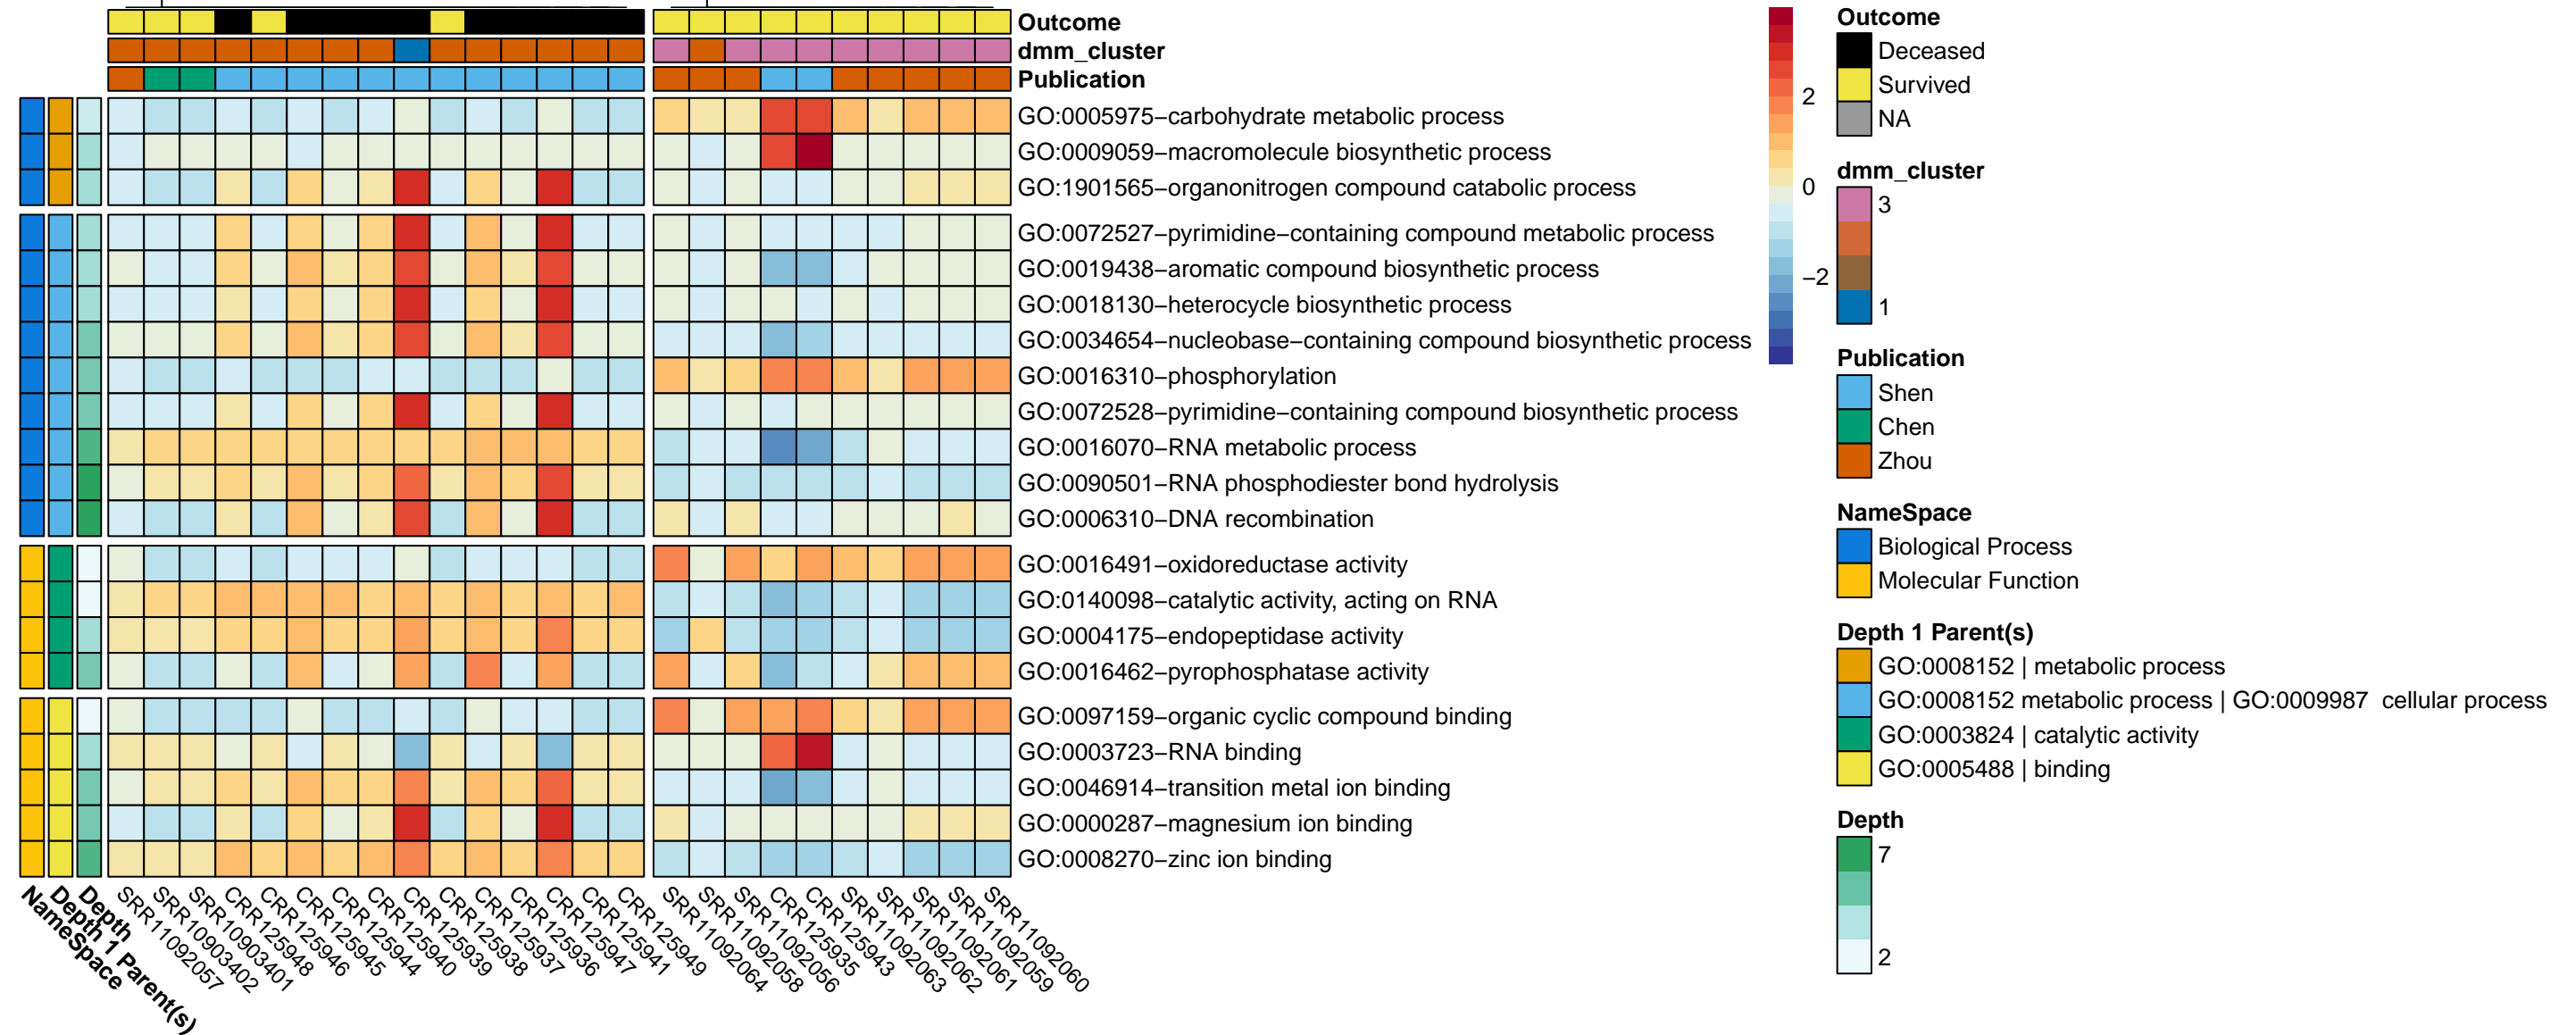 Outcome
dmm_cluster
Publication
GO:0005975−carbohydrate metabolic process
GO:0009059−macromolecule biosynthetic process
GO:1901565−organonitrogen compound catabolic process
GO:0072527−pyrimidine−containing compound metabolic process
GO:0019438−aromatic compound biosynthetic process
GO:0018130−heterocycle biosynthetic process
GO:0034654−nucleobase−containing compound biosynthetic process
GO:0016310−phosphorylation
GO:0072528−pyrimidine−containing compound biosynthetic process
GO:0016070−RNA metabolic process
GO:0090501−RNA phosphodiester bond hydrolysis
GO:0006310−DNA recombination
GO:0016491−oxidoreductase activity
GO:0140098−catalytic activity, acting on RNA
GO:0004175−endopeptidase activity
GO:0016462−pyrophosphatase activity
GO:0097159−organic cyclic compound binding
GO:0003723−RNA binding
GO:0046914−transition metal ion binding
GO:0000287−magnesium ion binding
GO:0008270−zinc ion binding
NameSpace
Depth 1 Parent(s)
Depth
SRR11092057
SRR10903402
SRR10903401
CRR125948
CRR125946
CRR125945
CRR125944
CRR125940
CRR125939
CRR125938
CRR125937
CRR125936
CRR125947
CRR125941
CRR125949
SRR11092064
SRR11092058
SRR11092056
CRR125935
CRR125943
SRR11092063
SRR11092062
SRR11092061
SRR11092059
SRR11092060
2
0
−2
Outcome
Deceased
Survived
NA
dmm_cluster
3
1
Publication
Shen
Chen
Zhou
NameSpace
Biological Process
Molecular Function
Depth 1 Parent(s)
GO:0008152 | metabolic process
GO:0008152 metabolic process | GO:0009987  cellular process
GO:0003824 | catalytic activity
GO:0005488 | binding
Depth
7
2